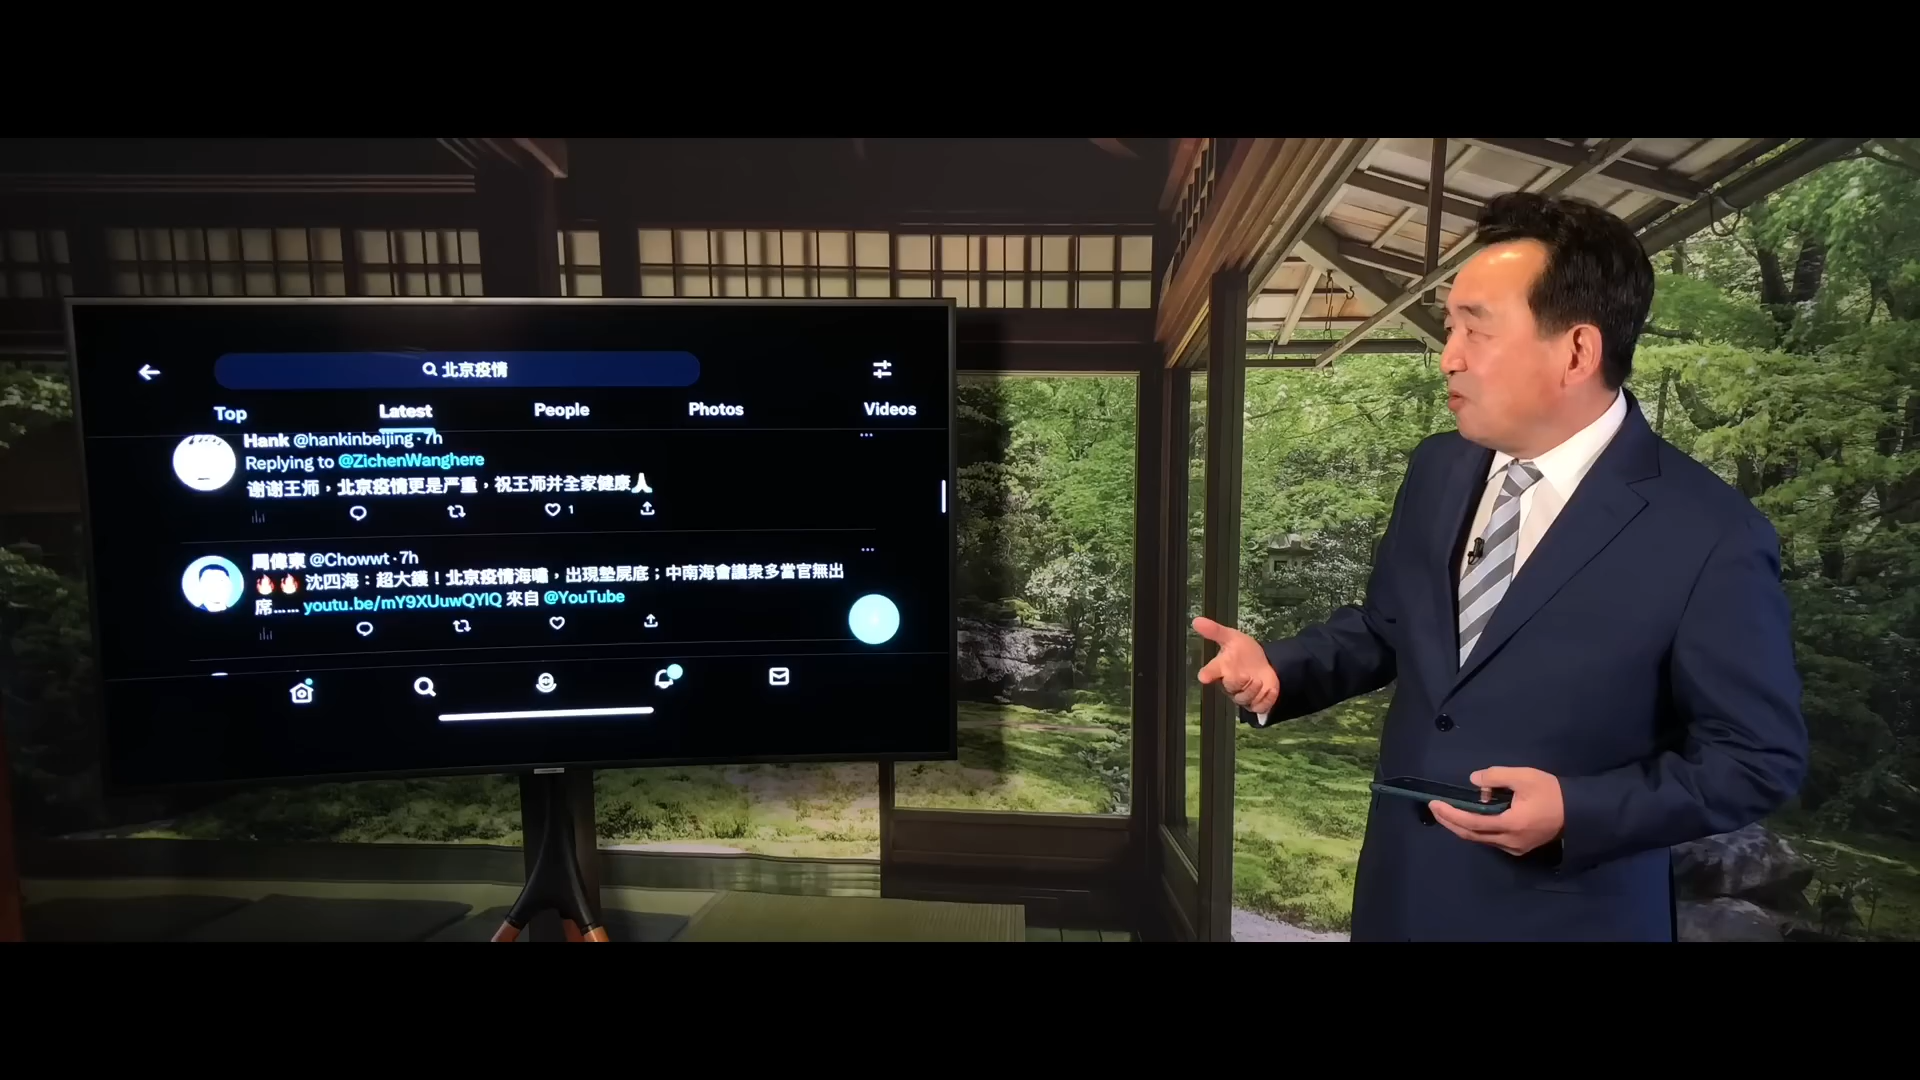 北京疫情
Top Latest People Photos Videos
Hank @hankinbeijing · 7h
Replying to @ZichenWanghere
谢谢王师，北京疫情更是严重，祝王师并全家健康🙏
1
周偉東 @Chowwt · 7h
🔥🔥 沈四海：超大鑊！北京疫情海嘯，出現墊屍底；中南海會議衆多當官無出
席...... youtu.be/mY9XUuwQYIQ 來自 @YouTube